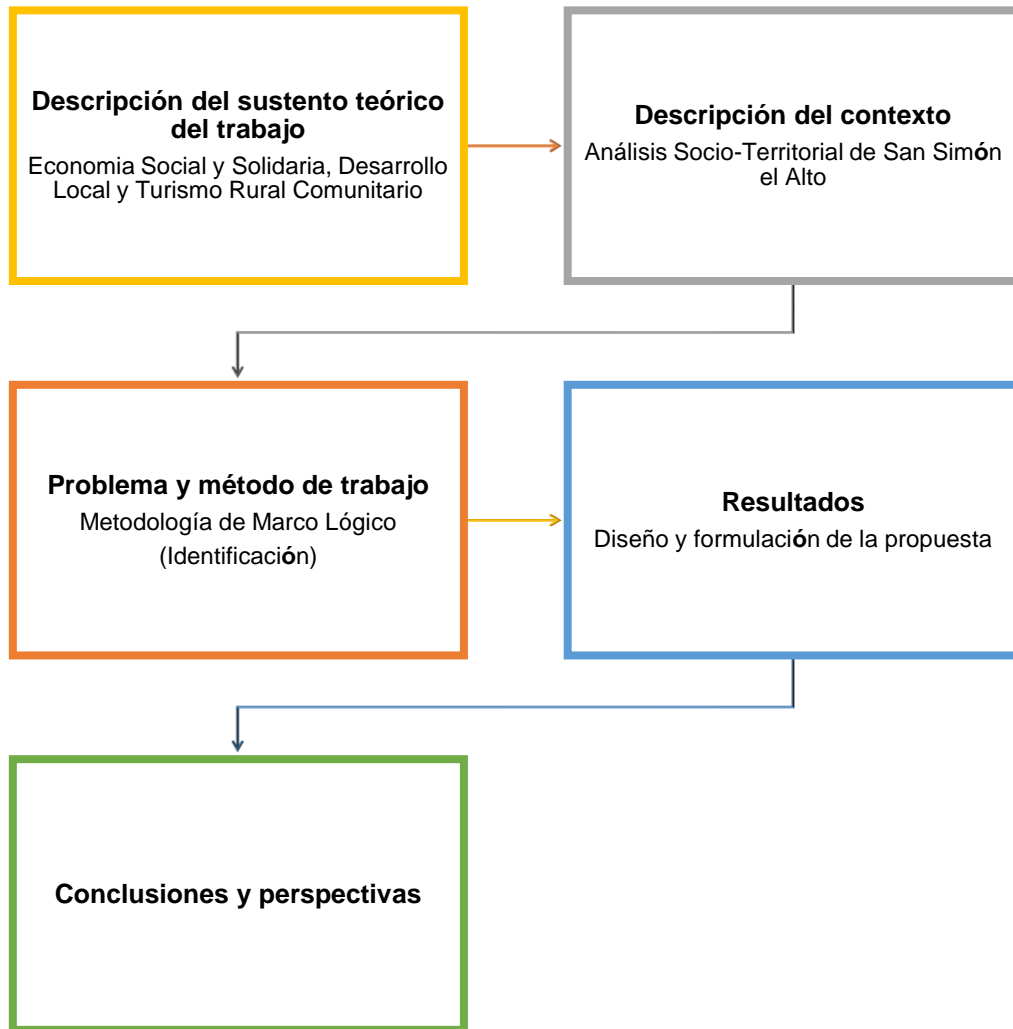 Descripción del sustento teórico
del trabajo
Economia Social y Solidaria, Desarrollo
Local y Turismo Rural Comunitario
Descripción del contexto
Análisis Socio-Territorial de San Simón
el Alto
Problema y método de trabajo
Metodología de Marco Lógico
(Identificación)
Resultados
Diseño y formulación de la propuesta
Conclusiones y perspectivas